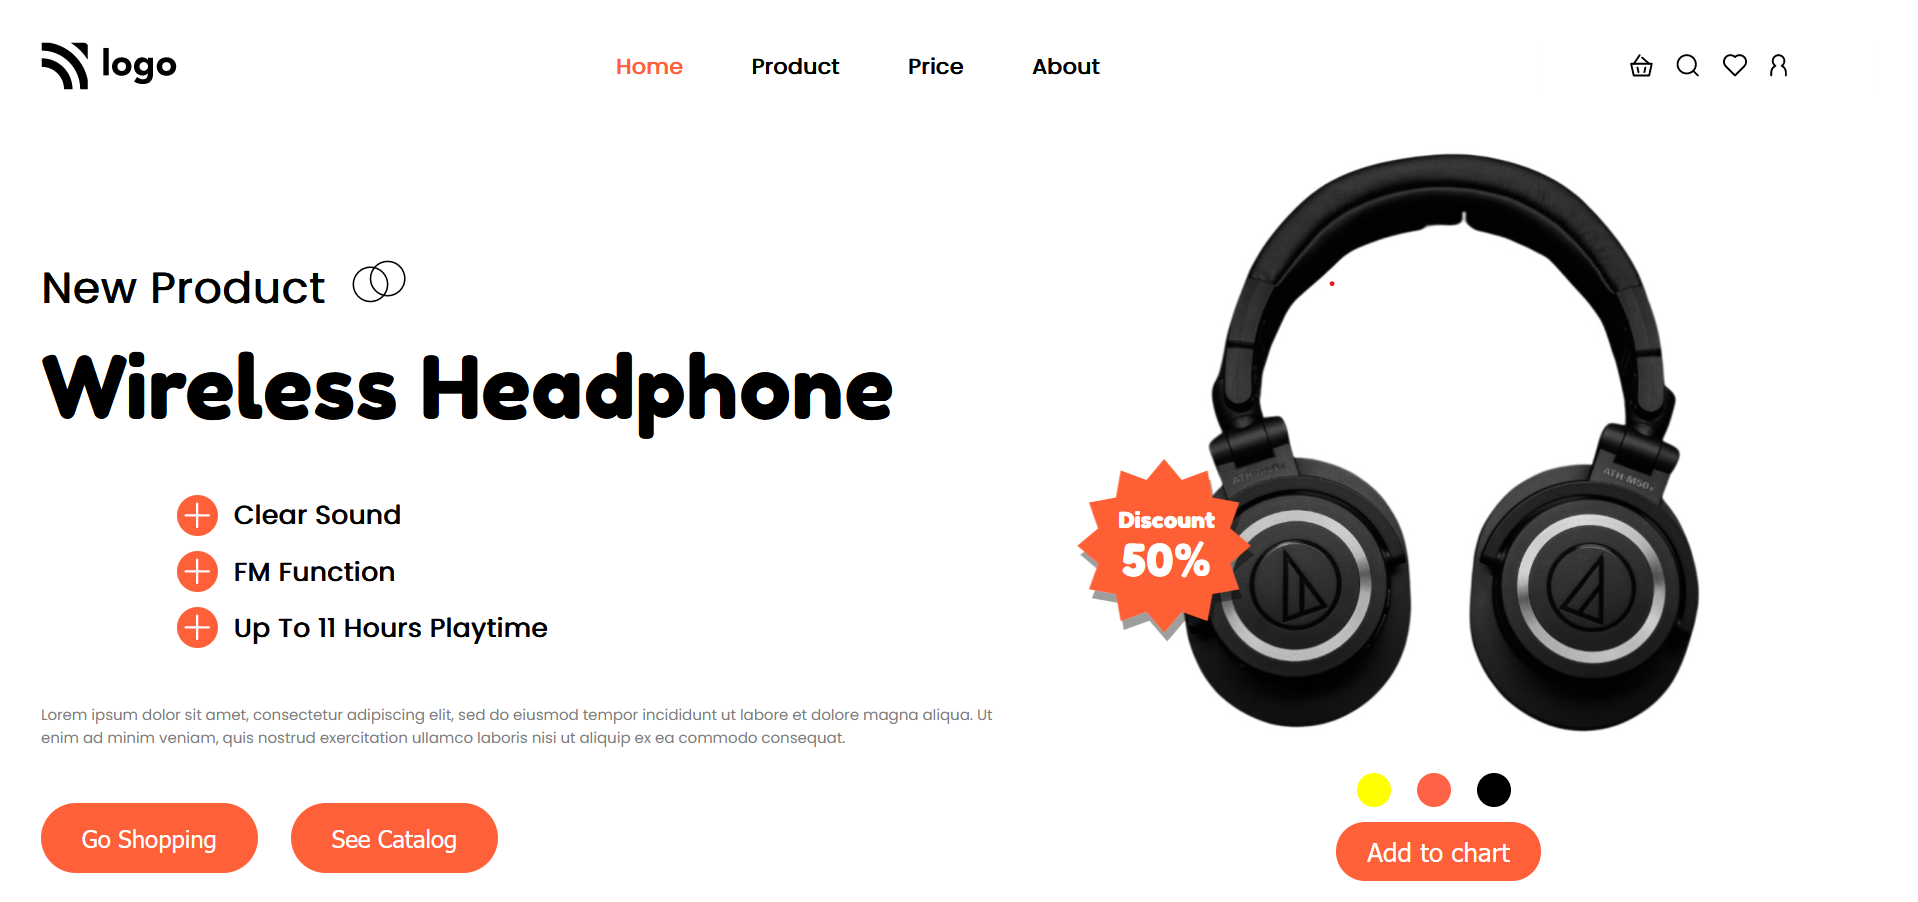 logo
Home Product Price About
New Product
Wireless Headphone
Clear Sound
FM Function
Up To 11 Hours Playtime
Lorem ipsum dolor sit amet, consectetur adipiscing elit, sed do eiusmod tempor incididunt ut labore et dolore magna aliqua. Ut
enim ad minim veniam, quis nostrud exercitation ullamco laboris nisi ut aliquip ex ea commodo consequat.
Go Shopping See Catalog
Discount
50%
ATH-M50x
ATH-M50x
Add to chart